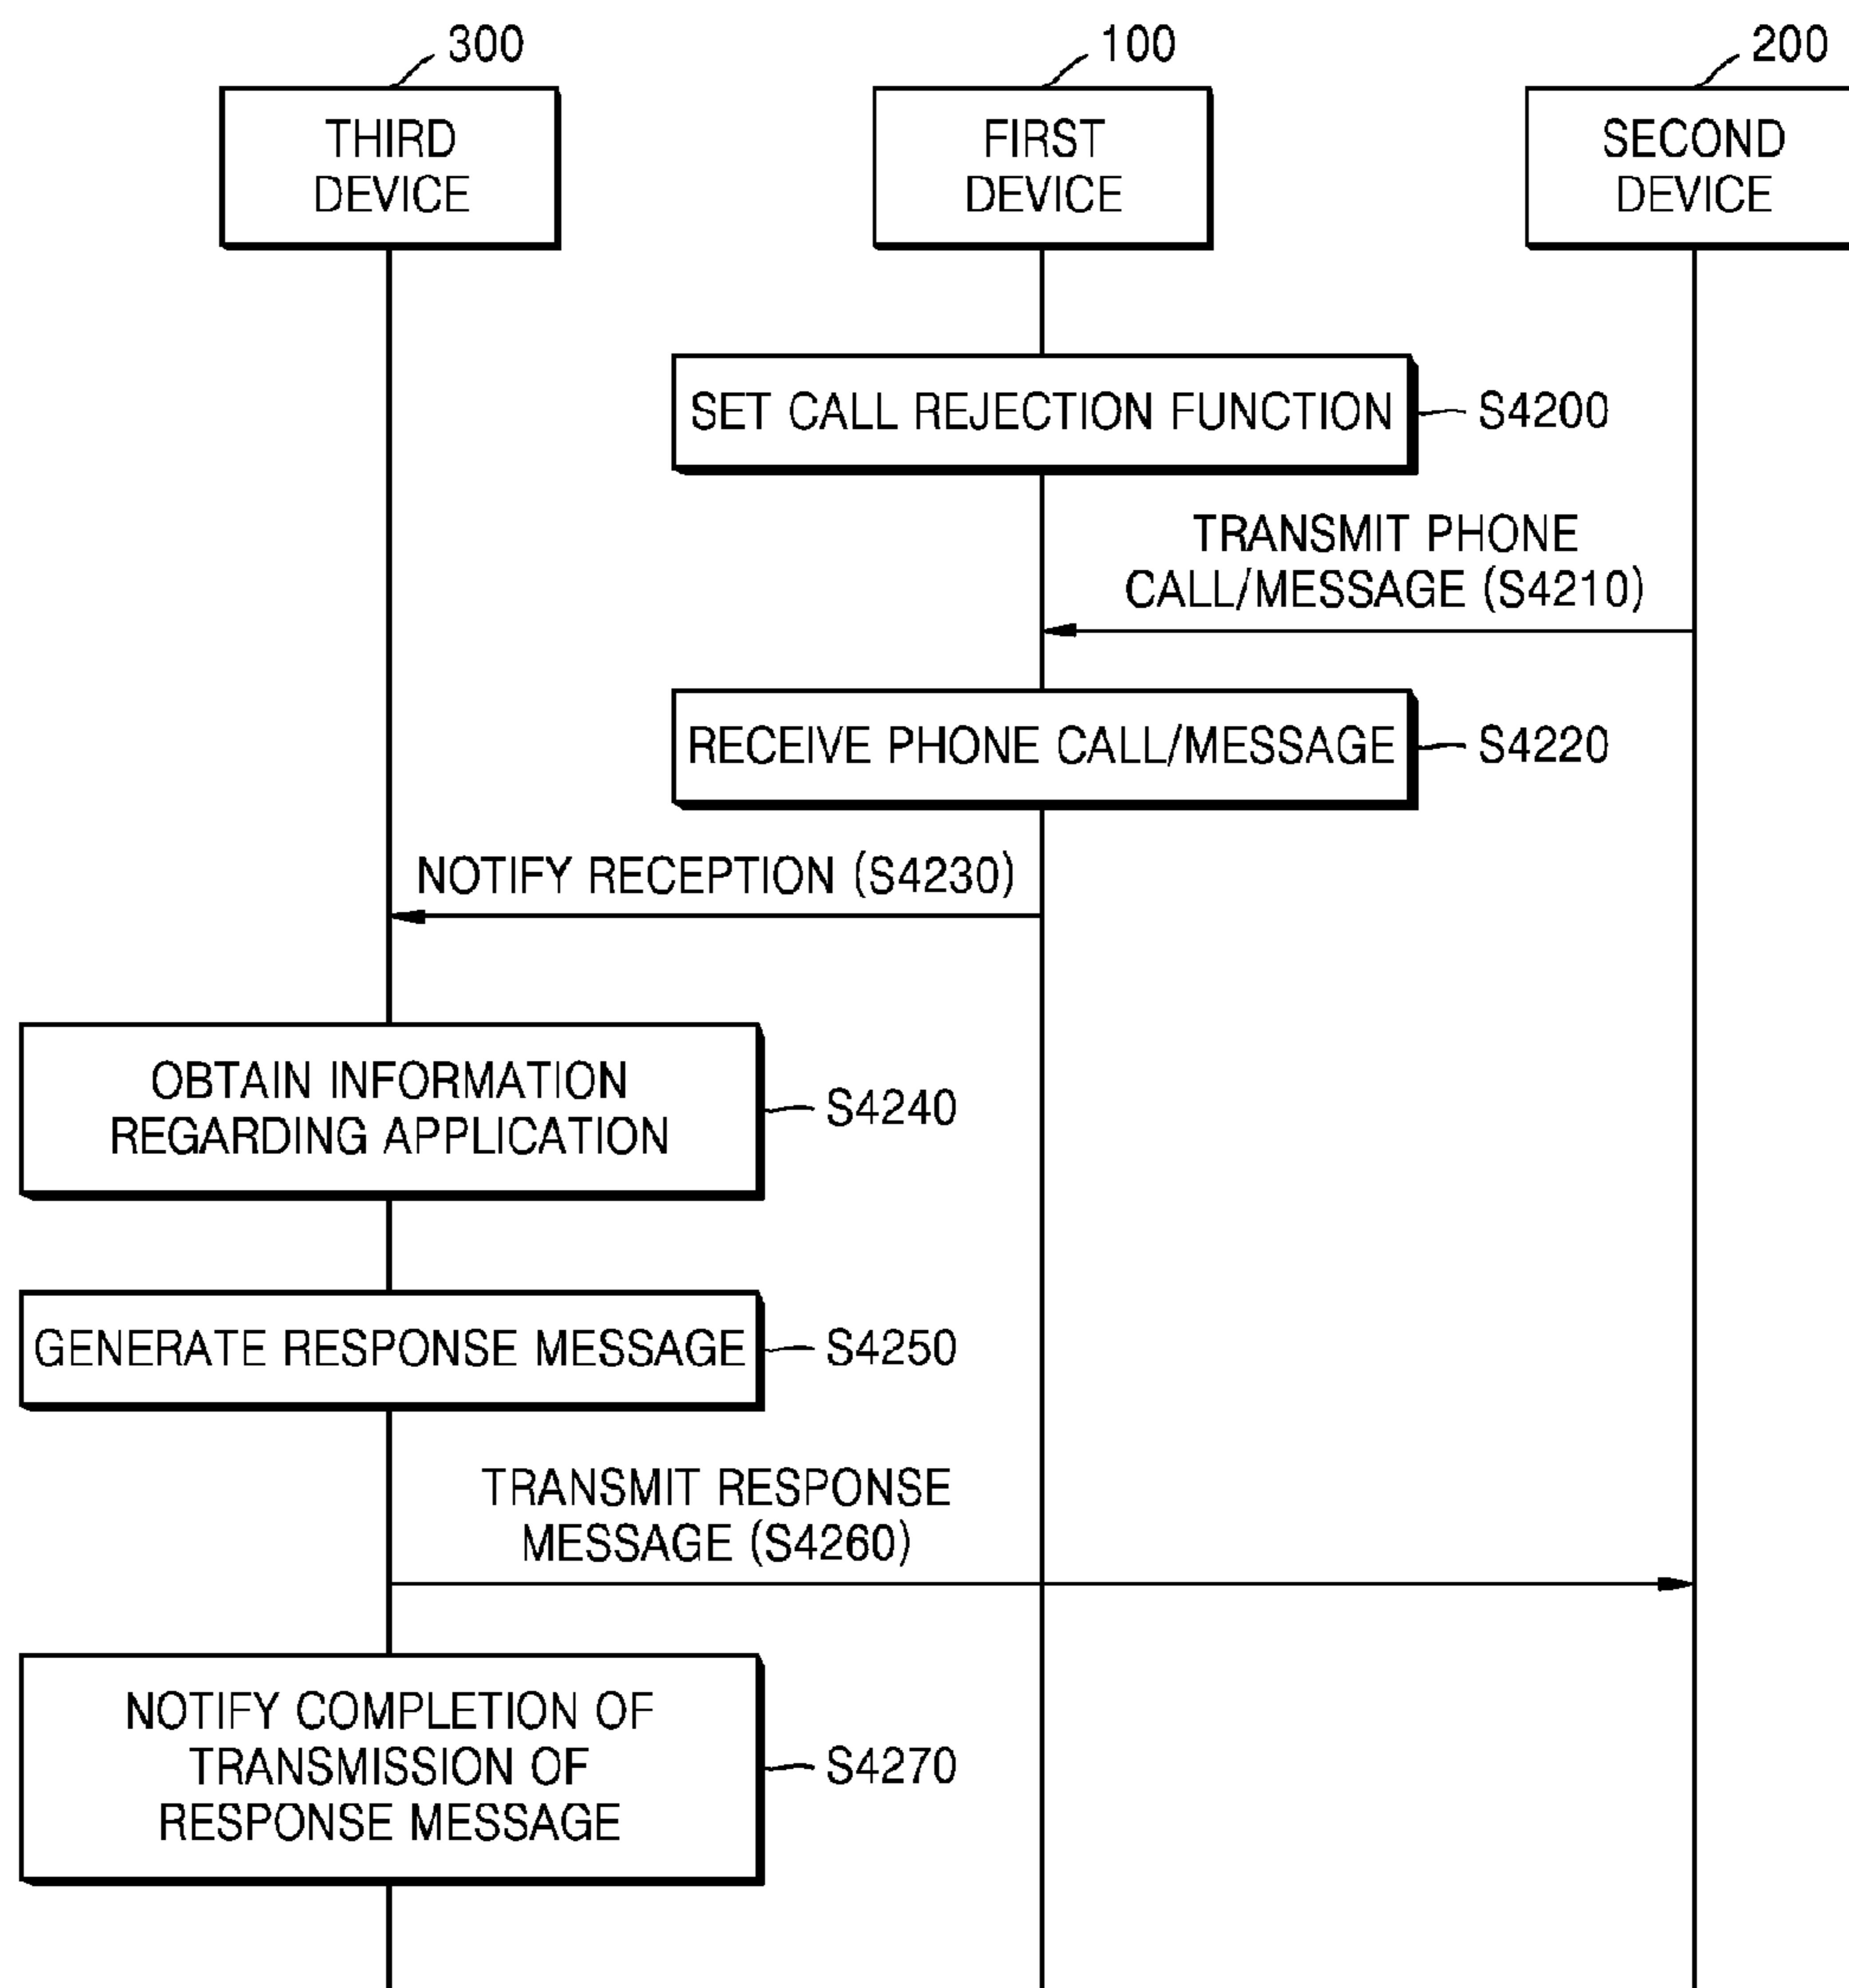 300
100
200
THIRD
DEVICE
FIRST
DEVICE
SECOND
DEVICE
SET CALL REJECTION FUNCTION
S4200
TRANSMIT PHONE
CALL/MESSAGE (S4210)
RECEIVE PHONE CALL/MESSAGE
S4220
NOTIFY RECEPTION (S4230)
OBTAIN INFORMATION
REGARDING APPLICATION
S4240
GENERATE RESPONSE MESSAGE
S4250
TRANSMIT RESPONSE
MESSAGE (S4260)
NOTIFY COMPLETION OF
TRANSMISSION OF
RESPONSE MESSAGE
S4270